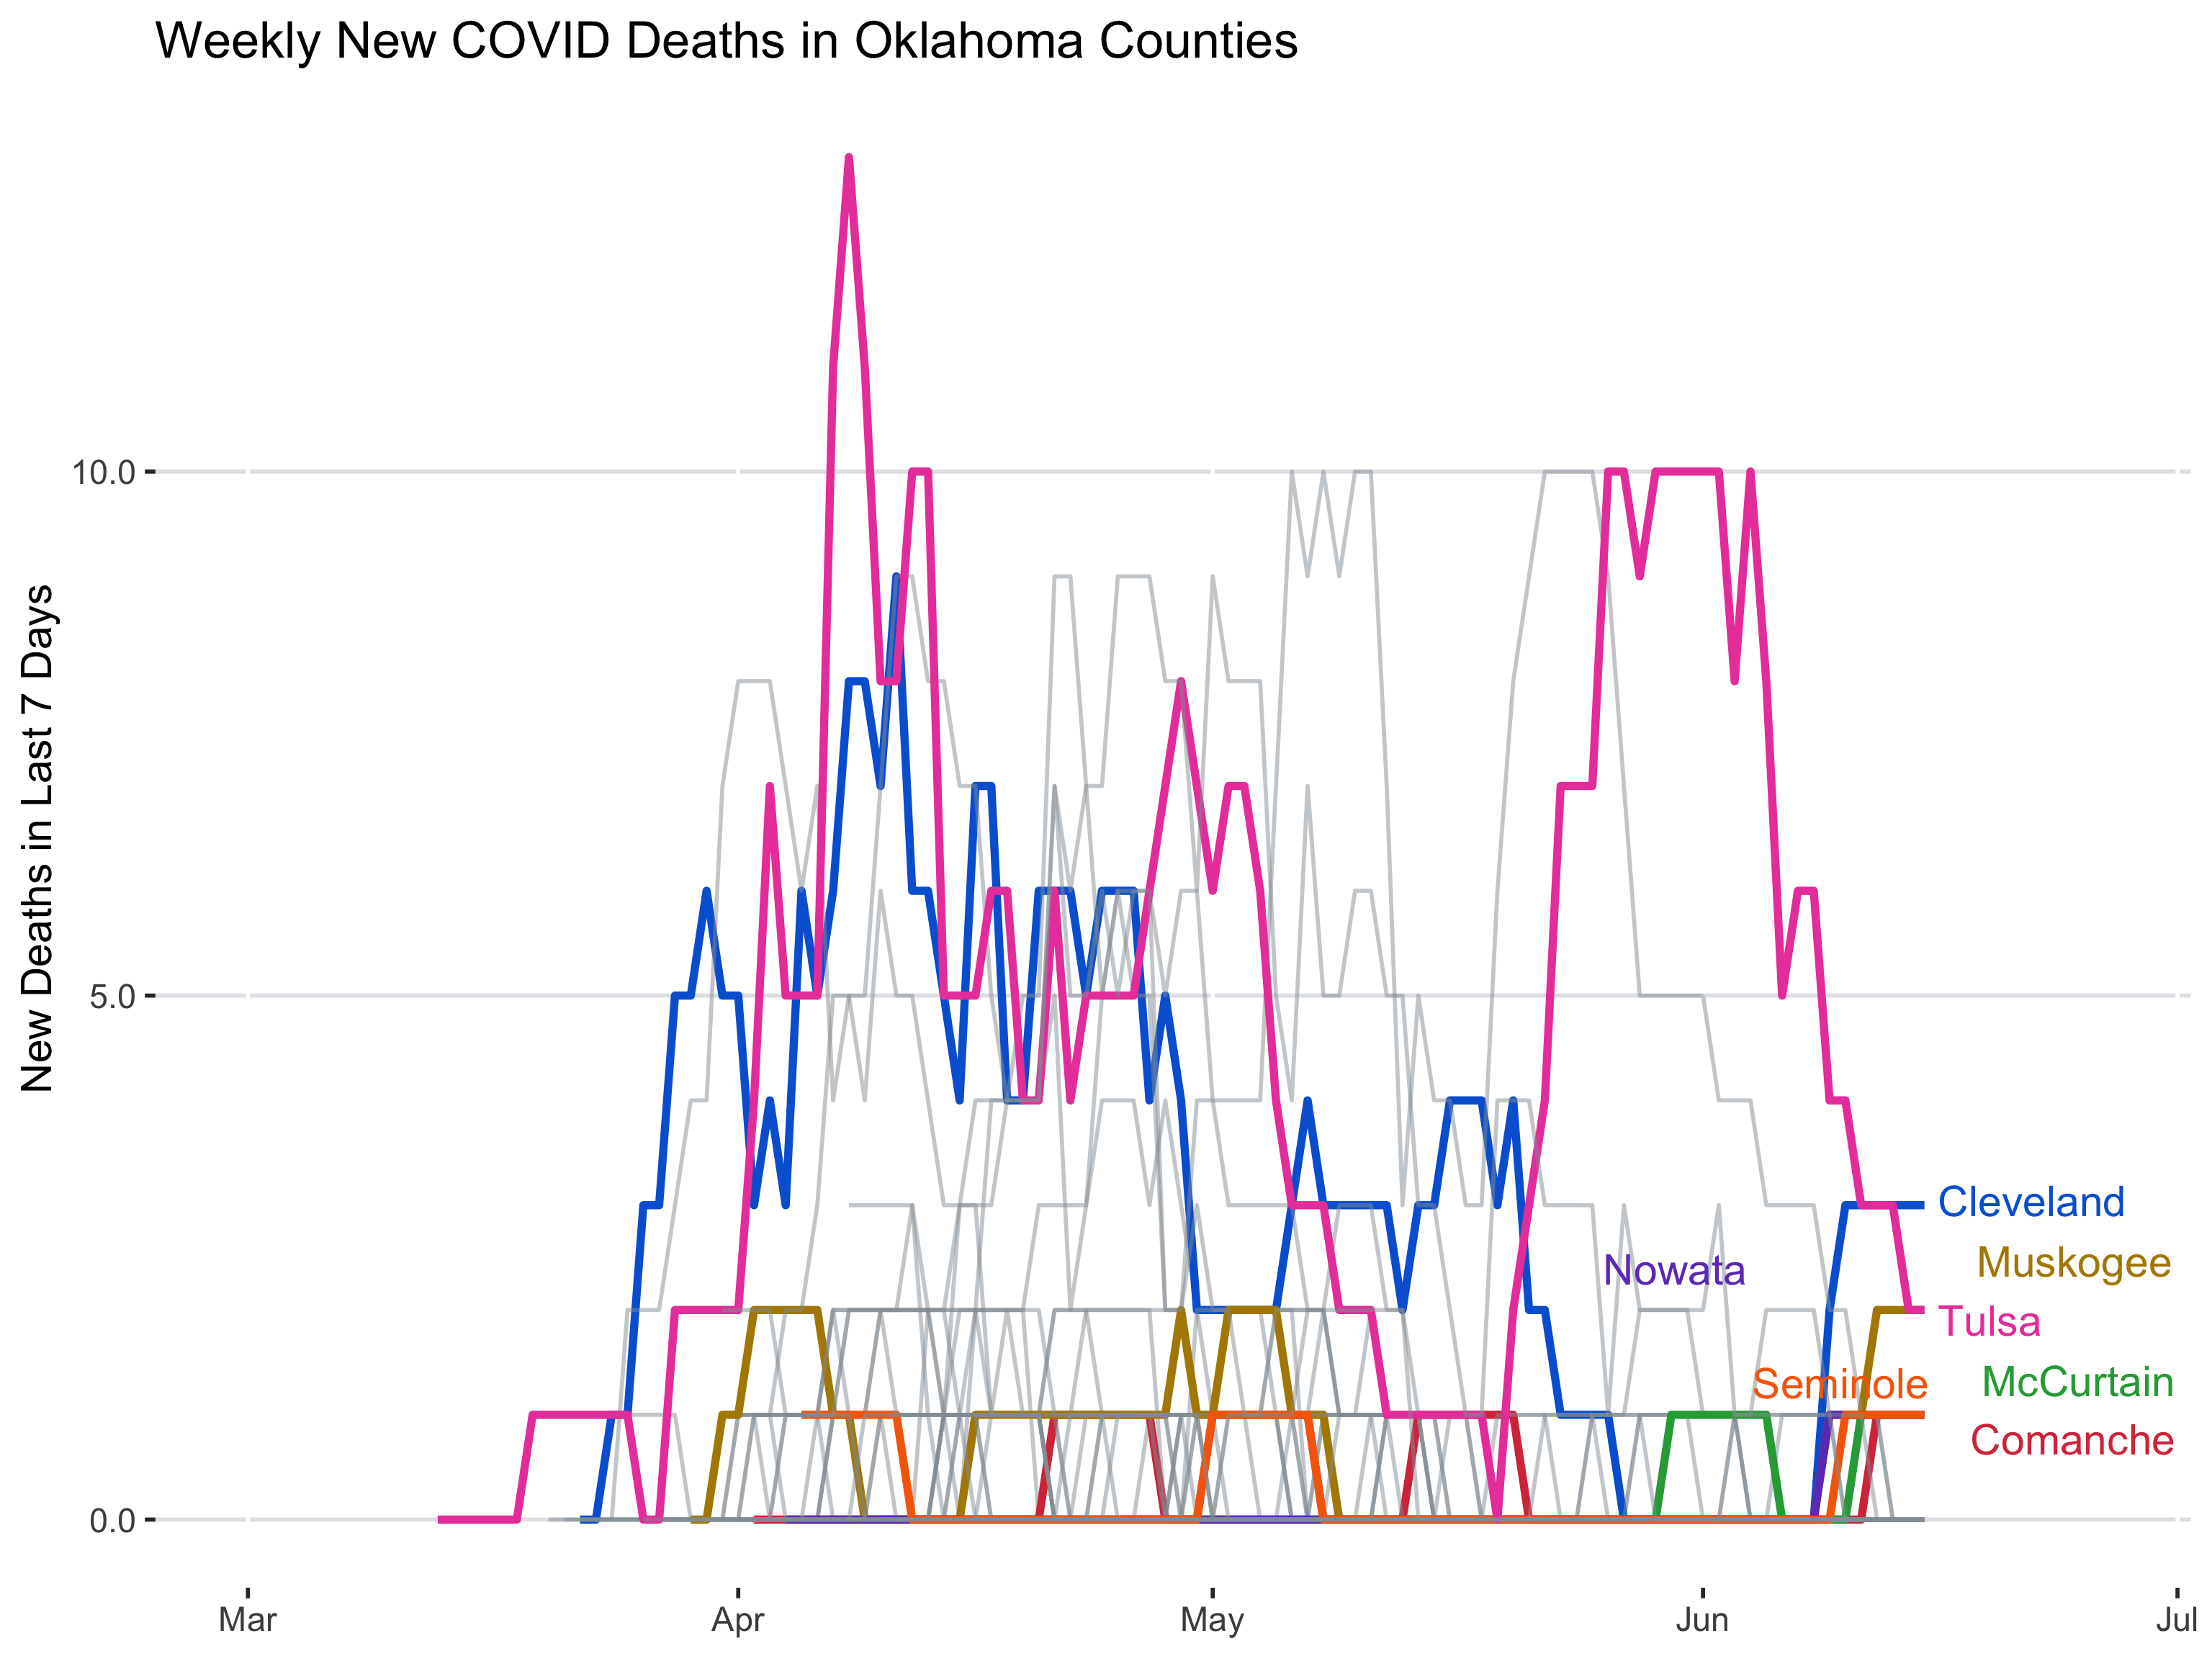 Weekly New COVID Deaths in Oklahoma Counties
New Deaths in Last 7 Days
10.0
5.0
0.0
Cleveland
Nowata
Muskogee
Tulsa
Seminole
McCurtain
Comanche
Mar
Apr
May
Jun
Jul